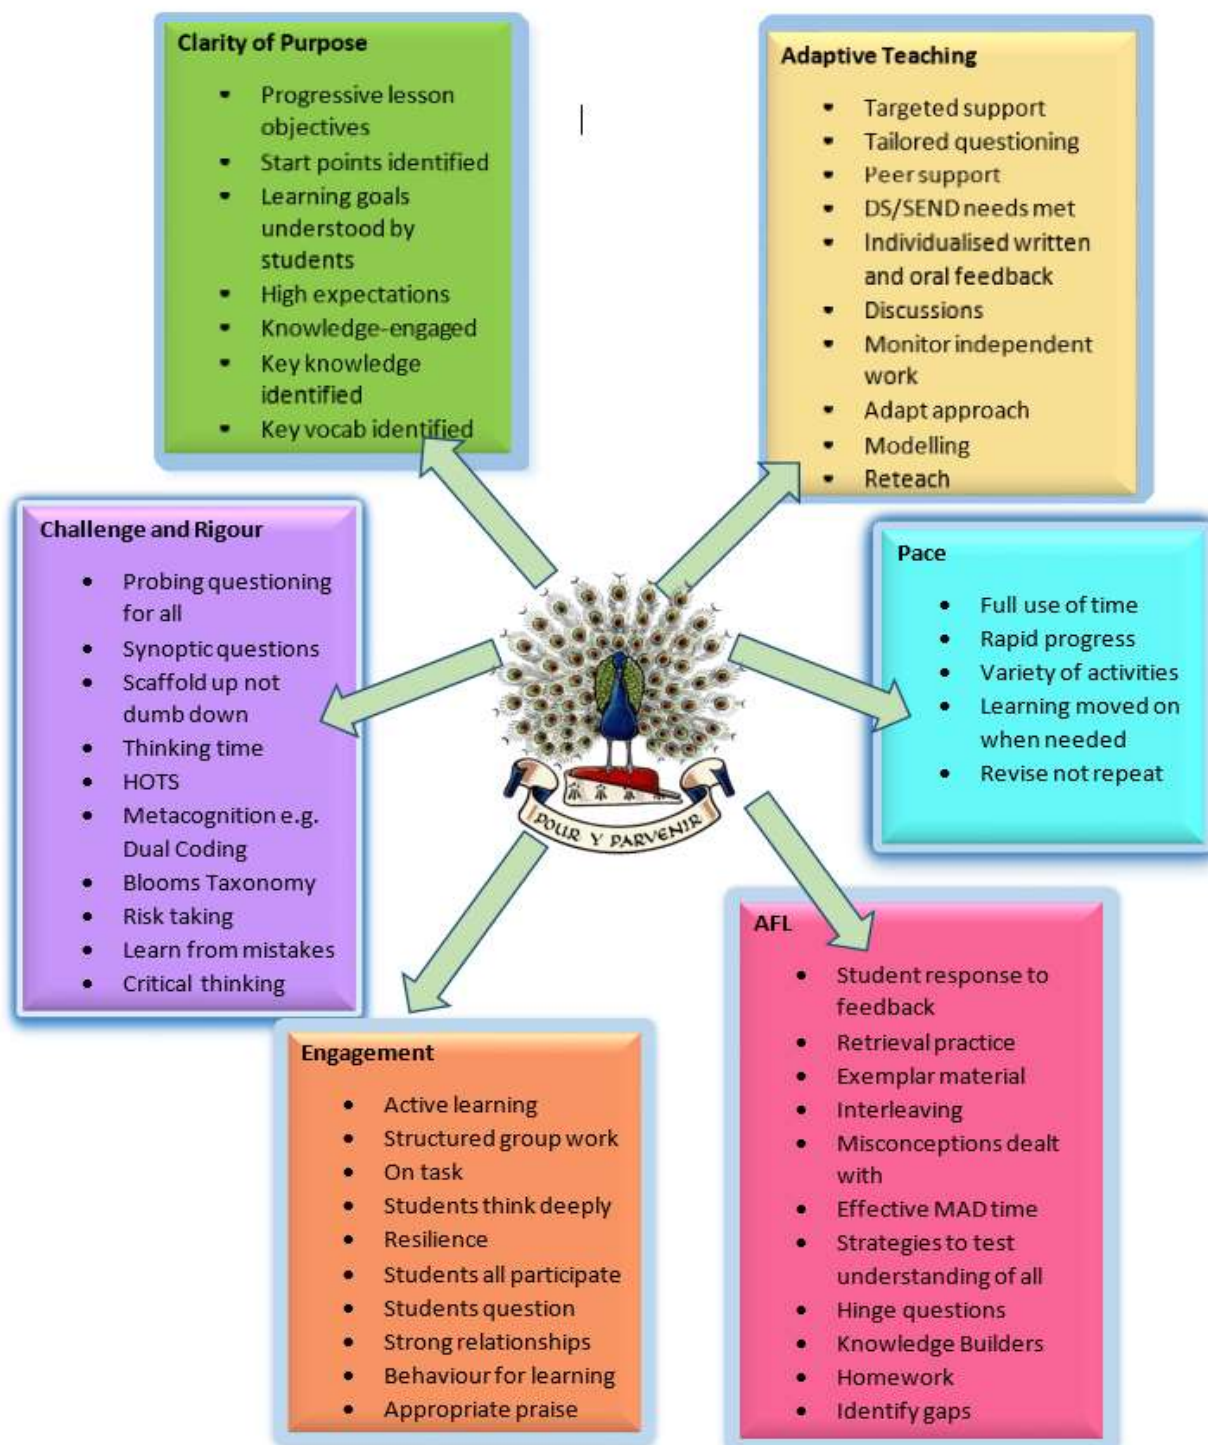 Clarity of Purpose
Progressive lesson
objectives
Start points identified
Learning goals
understood by
students
High expectations
Knowledge-engaged
Key knowledge
identified
Key vocab identified
Adaptive Teaching
Targeted support
Tailored questioning
Peer support
DS/SEND needs met
Individualised written
and oral feedback
Discussions
Monitor independent
work
Adapt approach
Modelling
Reteach
Challenge and Rigour
Probing questioning
for all
Synoptic questions
Scaffold up not
dumb down
Thinking time
HOTS
Metacognition e.g.
Dual Coding
Blooms Taxonomy
Risk taking
Learn from mistakes
Critical thinking
Pace
Full use of time
Rapid progress
Variety of activities
Learning moved on
when needed
Revise not repeat
POUR Y PARVENIR
Engagement
Active learning
Structured group work
On task
Students think deeply
Resilience
Students all participate
Students question
Strong relationships
Behaviour for learning
Appropriate praise
AFL
Student response to
feedback
Retrieval practice
Exemplar material
Interleaving
Misconceptions dealt
with
Effective MAD time
Strategies to test
understanding of all
Hinge questions
Knowledge Builders
Homework
Identify gaps